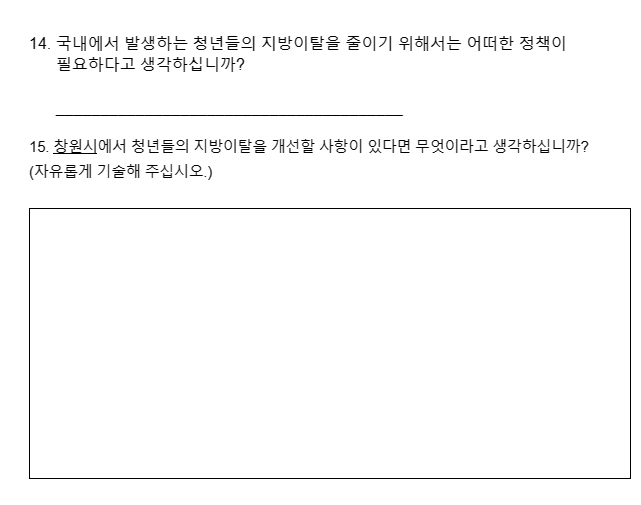 14. 국내에서 발생하는 청년들의 지방이탈을 줄이기 위해서는 어떠한 정책이
필요하다고 생각하십니까?
15. 창원시에서 청년들의 지방이탈을 개선할 사항이 있다면 무엇이라고 생각하십니까?
(자유롭게 기술해 주십시오.)